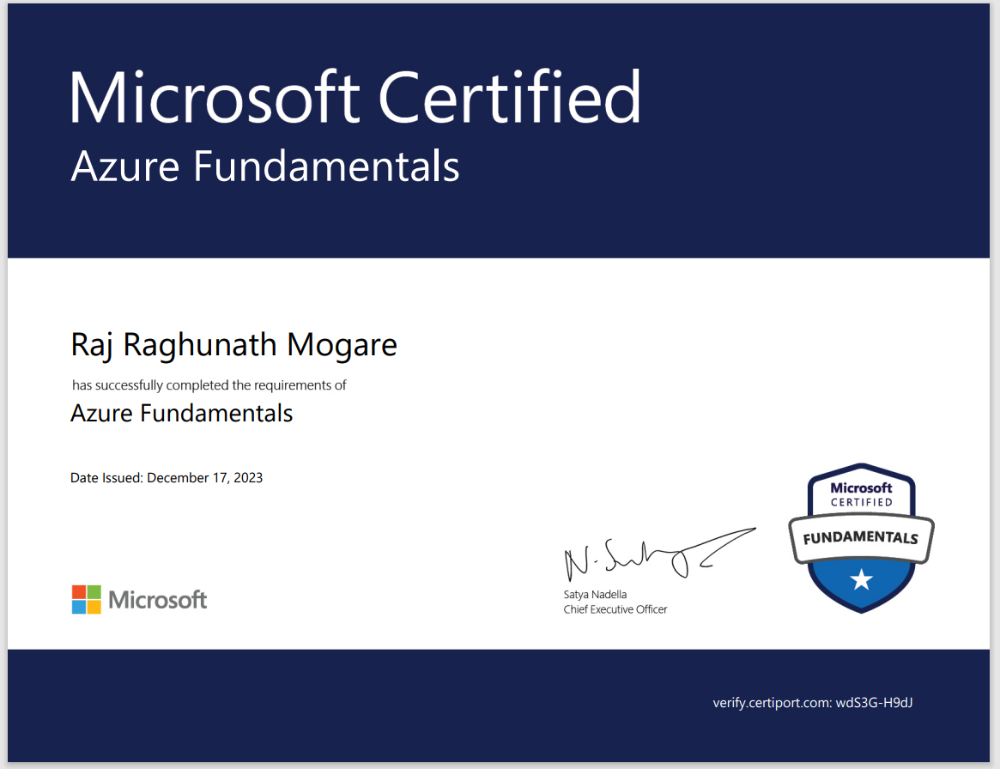 Microsoft Certified
Azure Fundamentals
Raj Raghunath Mogare
has successfully completed the requirements of
Azure Fundamentals
Date Issued: December 17, 2023
Microsoft
CERTIFIED
FUNDAMENTALS
N. Satya
Satya Nadella
Chief Executive Officer
Microsoft
verify.certiport.com: wdS3G-H9dJ